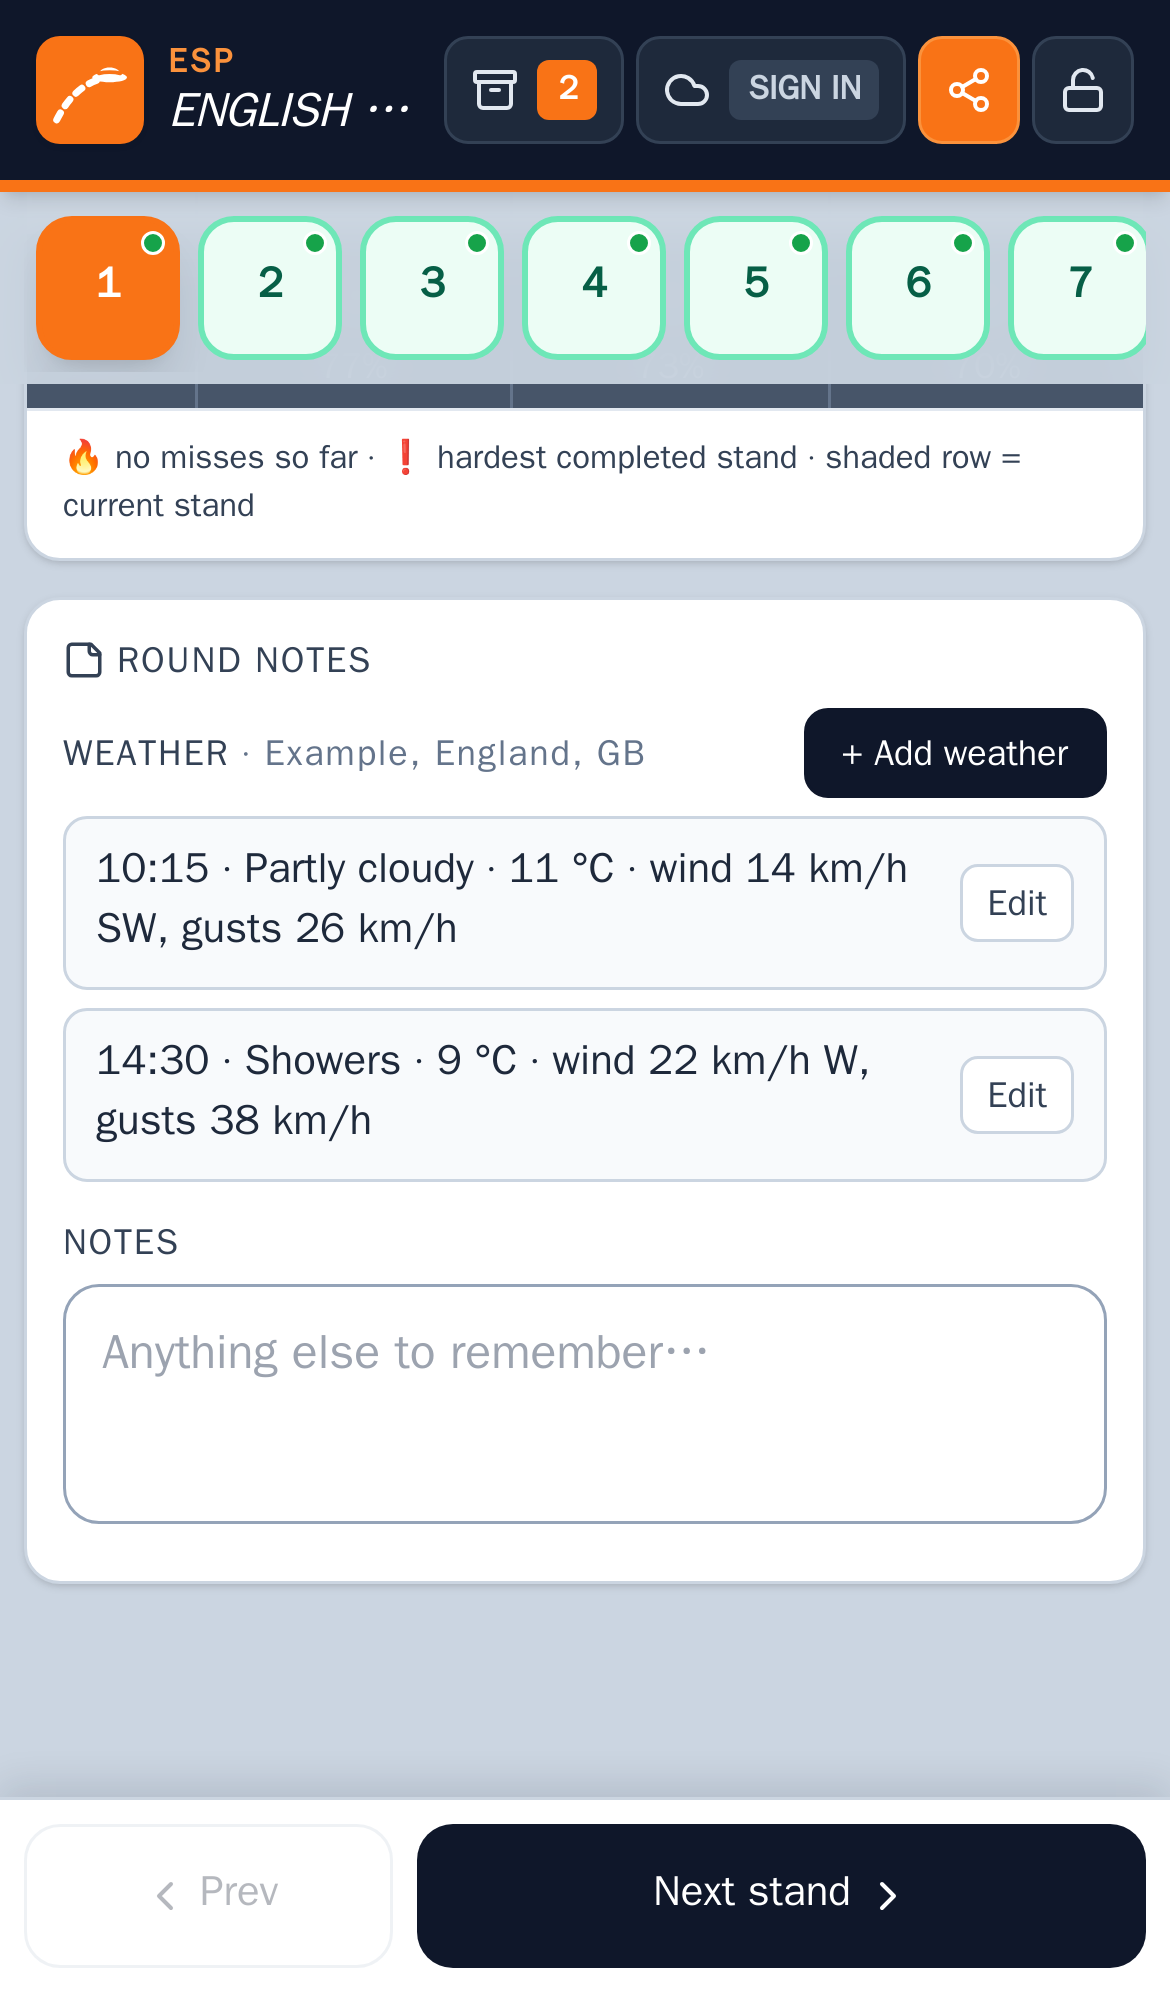 ESP
ENGLISH ···
2
SIGN IN
1
2
3
4
5
6
7
🔥 no misses so far · ❗ hardest completed stand · shaded row =
current stand
ROUND NOTES
WEATHER · Example, England, GB
+ Add weather
10:15 · Partly cloudy · 11 °C · wind 14 km/h
SW, gusts 26 km/h
Edit
14:30 · Showers · 9 °C · wind 22 km/h W,
gusts 38 km/h
Edit
NOTES
Anything else to remember···
Prev
Next stand